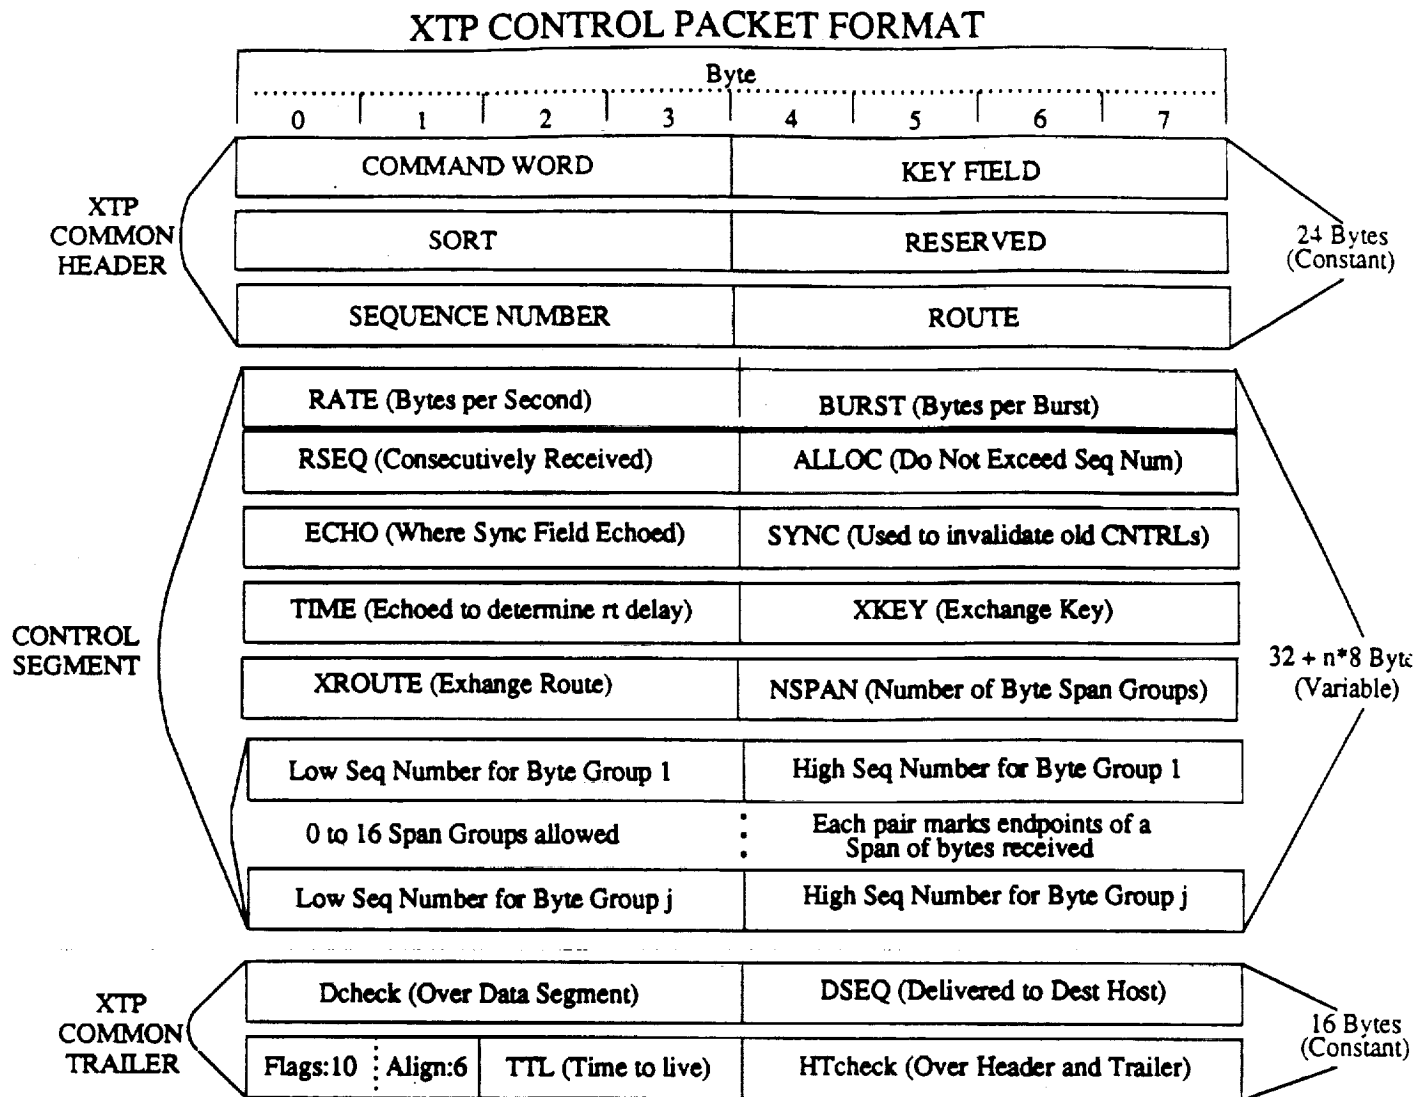 XTP CONTROL PACKET FORMAT
Byte
0 1 2 3 4 5 6 7
COMMAND WORD KEY FIELD
XTP
COMMON
HEADER
SORT RESERVED
24 Bytes
(Constant)
SEQUENCE NUMBER ROUTE
RATE (Bytes per Second) BURST (Bytes per Burst)
RSEQ (Consecutively Received) ALLOC (Do Not Exceed Seq Num)
ECHO (Where Sync Field Echoed) SYNC (Used to invalidate old CNTRLs)
TIME (Echoed to determine rt delay) XKEY (Exchange Key)
CONTROL
SEGMENT
XROUTE (Exhange Route) NSPAN (Number of Byte Span Groups)
32 + n*8 Byte
(Variable)
Low Seq Number for Byte Group 1 High Seq Number for Byte Group 1
0 to 16 Span Groups allowed
Each pair marks endpoints of a
Span of bytes received
Low Seq Number for Byte Group j High Seq Number for Byte Group j
Dcheck (Over Data Segment) DSEQ (Delivered to Dest Host)
XTP
COMMON
TRAILER
16 Bytes
(Constant)
Flags:10 Align:6 TTL (Time to live) HTcheck (Over Header and Trailer)